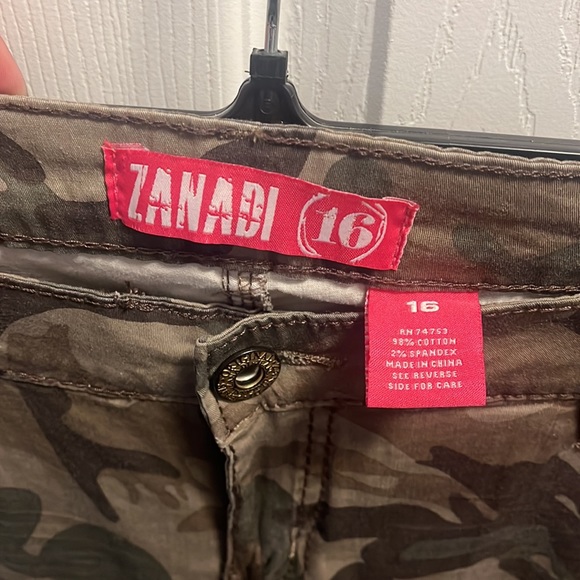 ZANADI 16
16
RN 74753
98% COTTON
2% SPANDEX
MADE IN CHINA
SEE REVERSE
SIDE FOR CARE